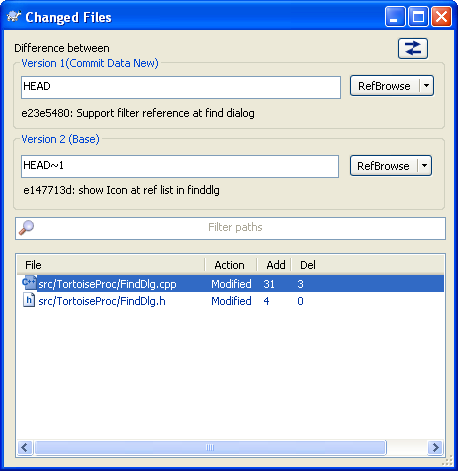 Changed Files
Difference between
Version 1(Commit Data New)
HEAD
RefBrowse
e23e5480: Support filter reference at find dialog
Version 2 (Base)
HEAD~1
RefBrowse
e147713d: show Icon at ref list in finddlg
Filter paths
File Action Add Del
src/TortoiseProc/FindDlg.cpp Modified 31 3
src/TortoiseProc/FindDlg.h Modified 4 0